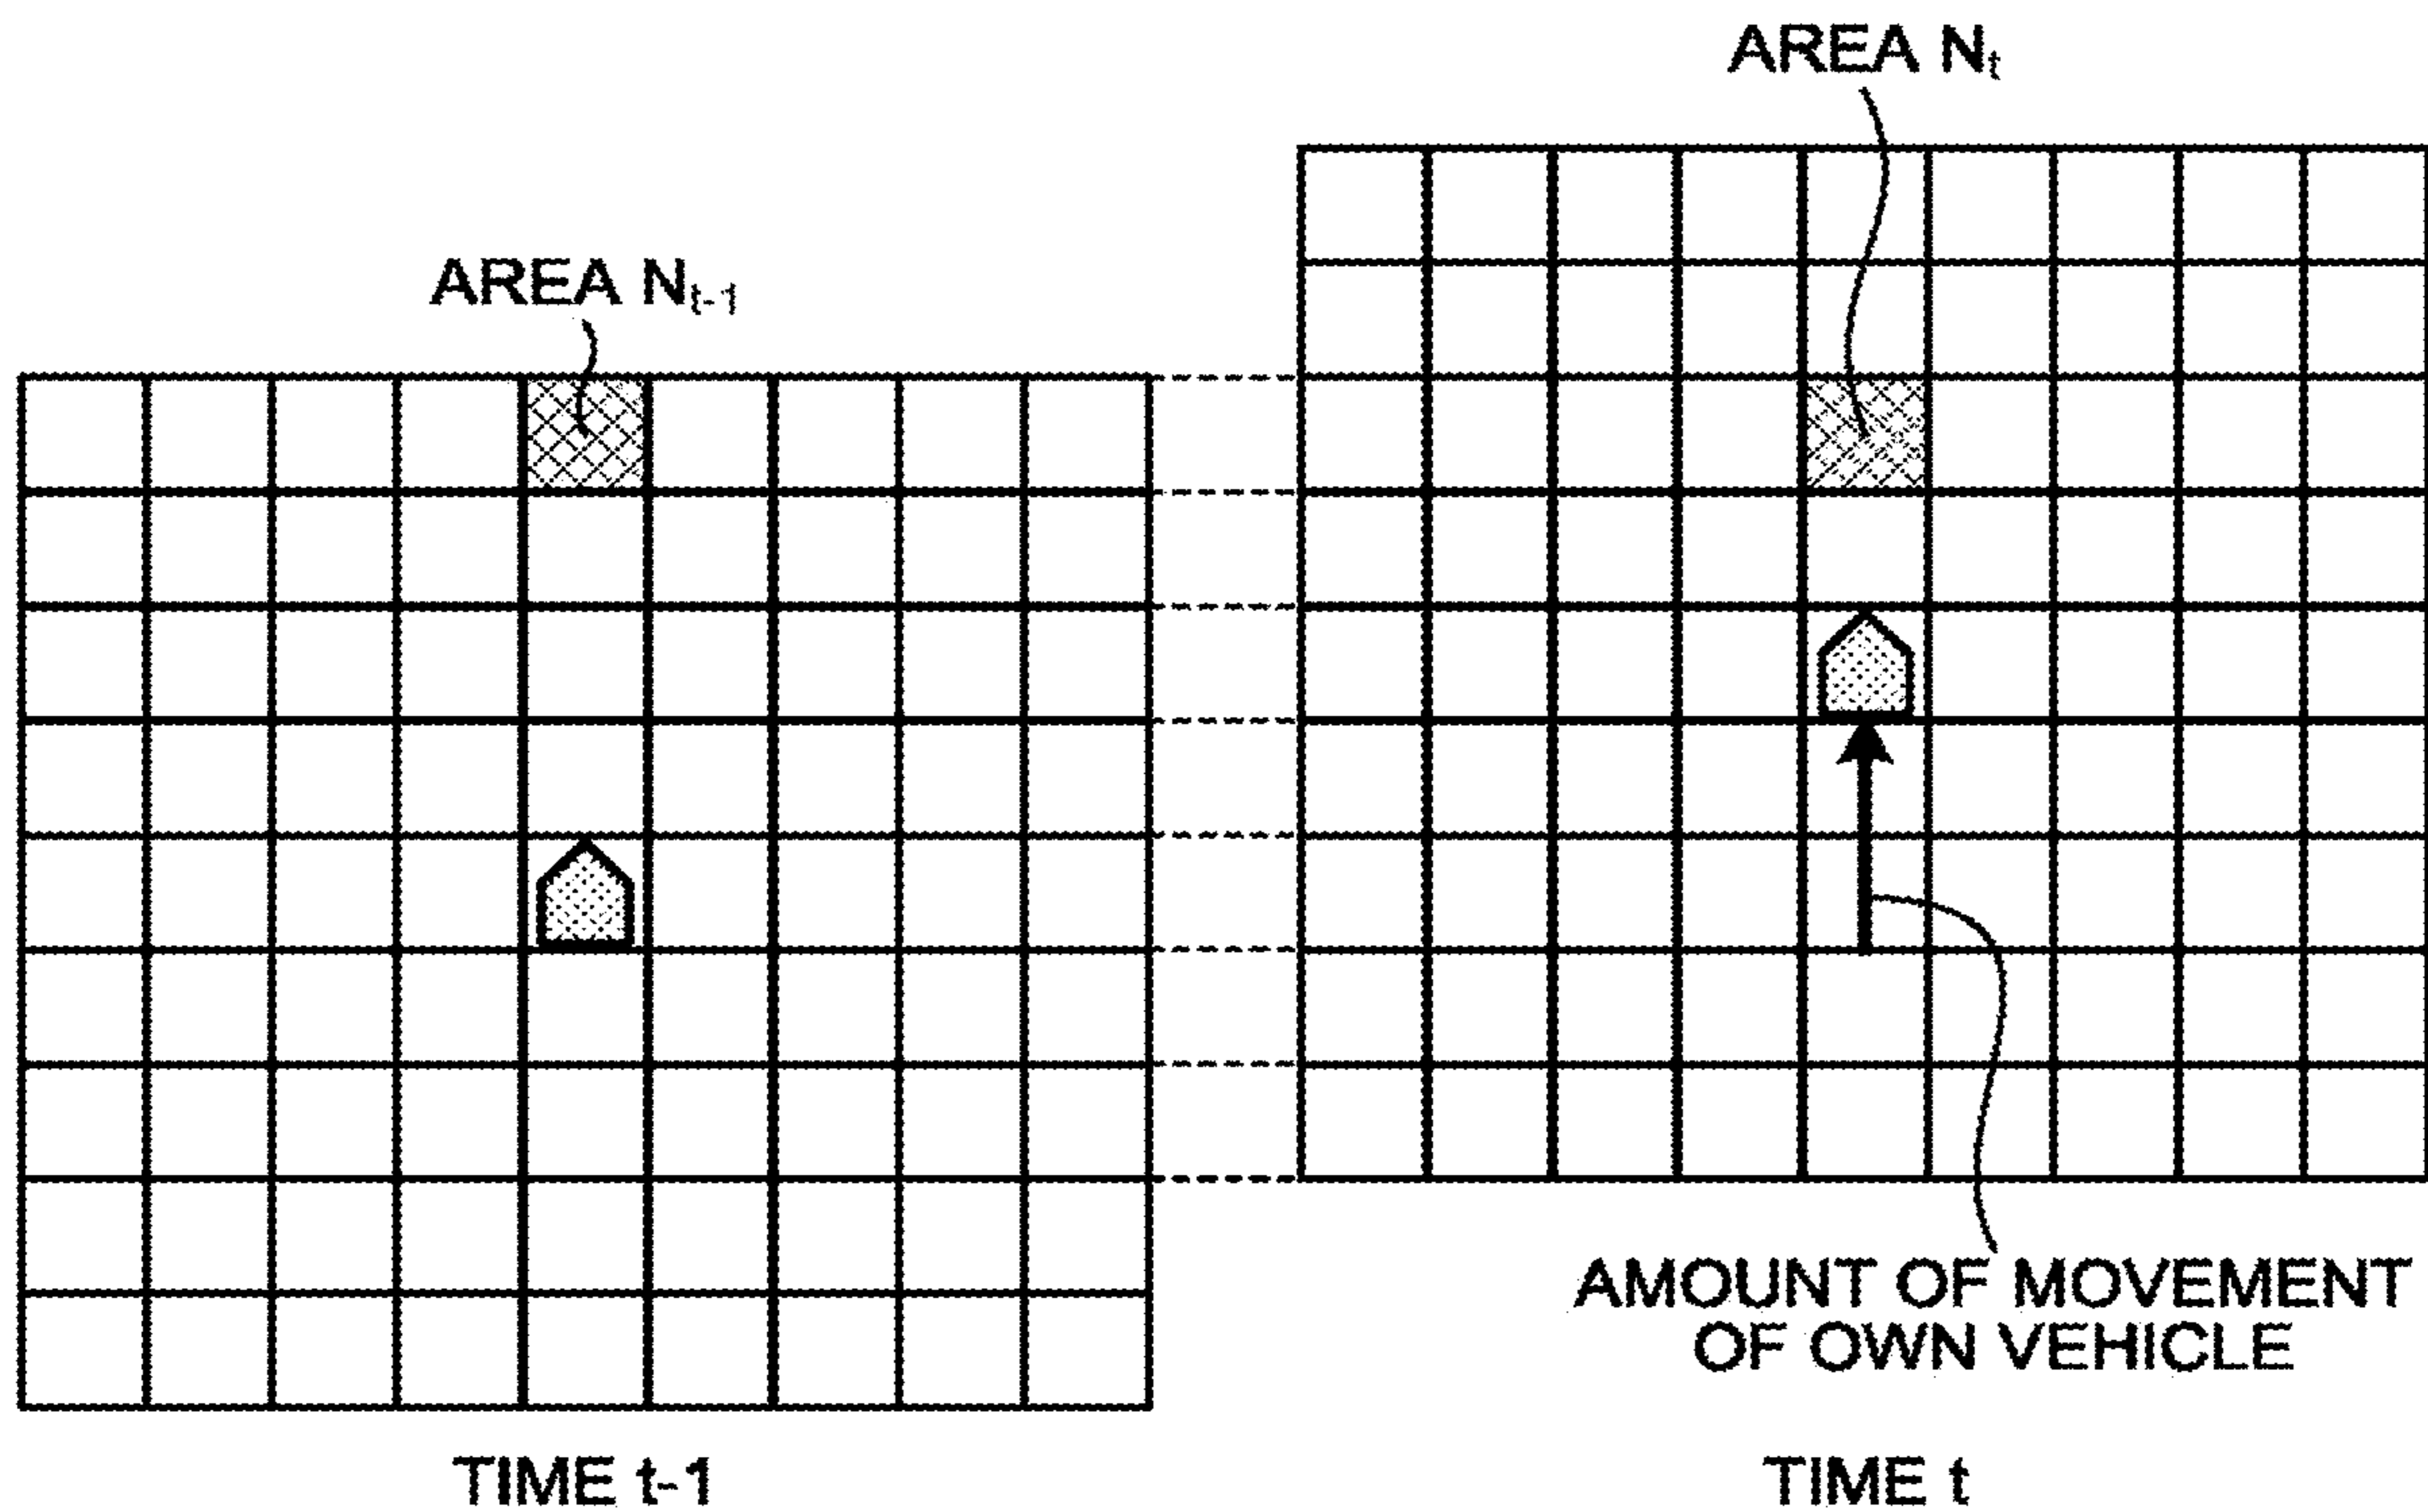 AREA Nt
AREA Nt-1
AMOUNT OF MOVEMENT
OF OWN VEHICLE
TIME t-1
TIME t